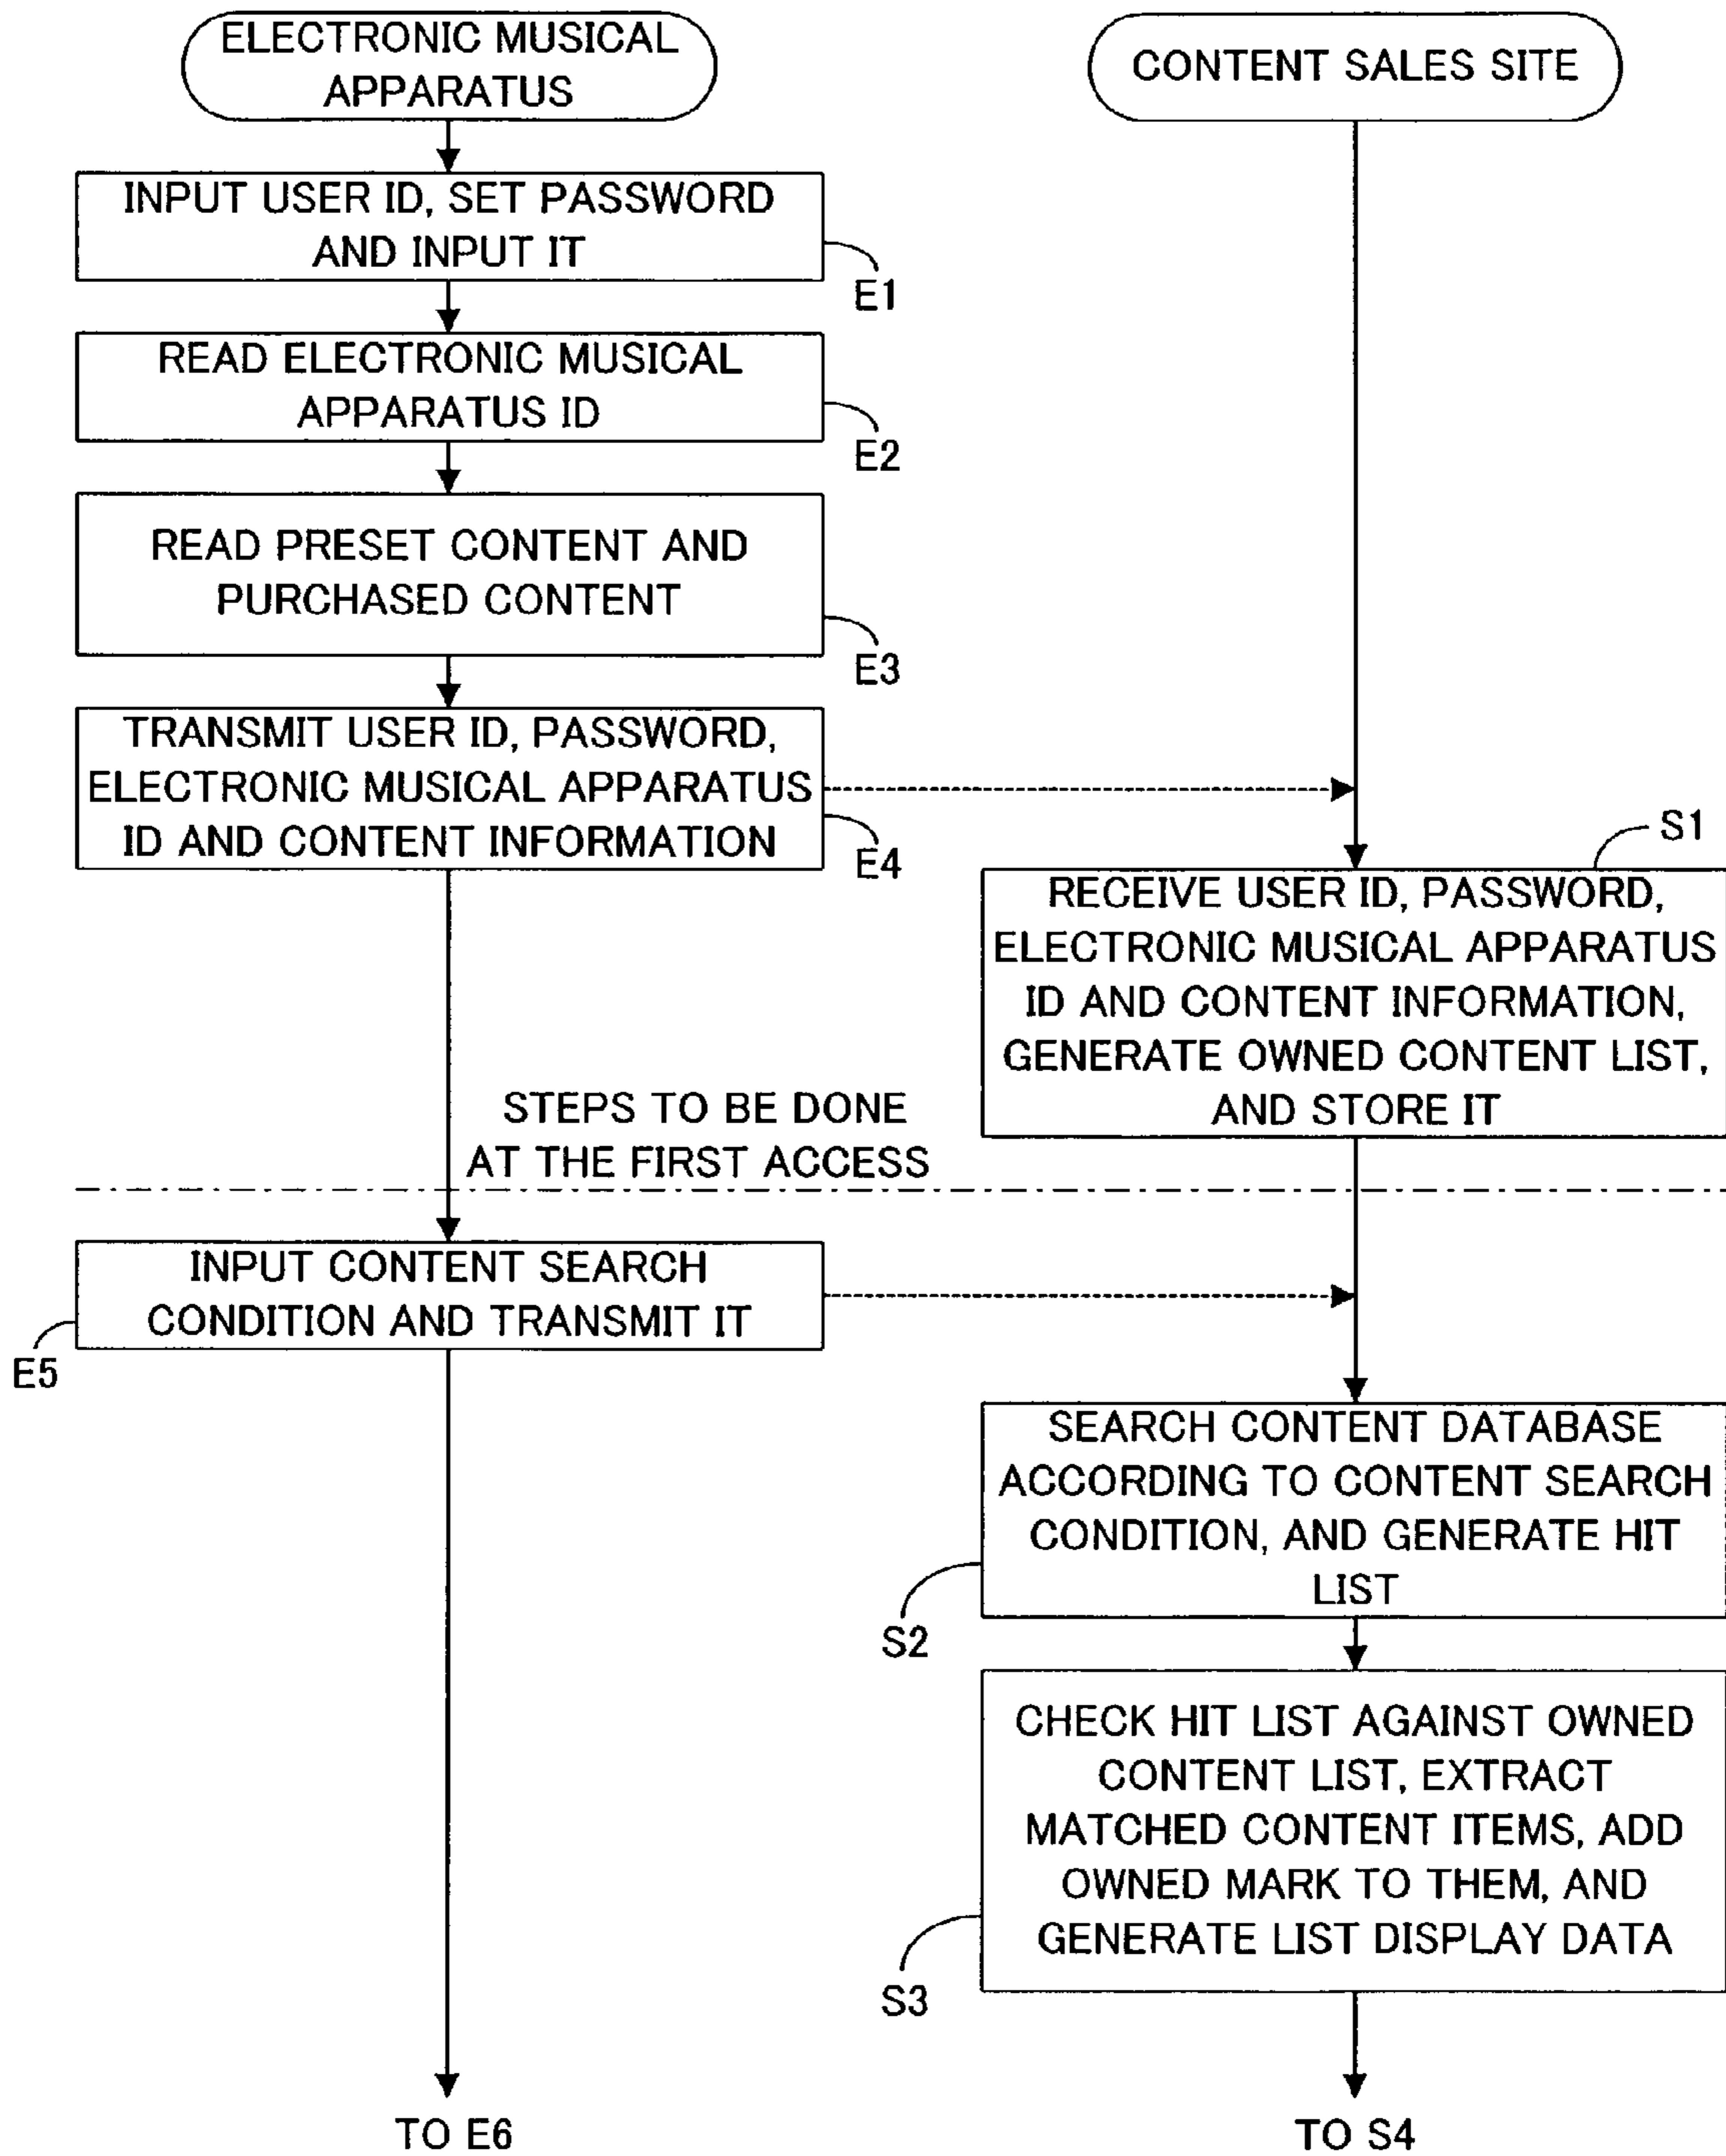 ELECTRONIC MUSICAL
APPARATUS
INPUT USER ID, SET PASSWORD
AND INPUT IT
E1
READ ELECTRONIC MUSICAL
APPARATUS ID
E2
READ PRESET CONTENT AND
PURCHASED CONTENT
E3
TRANSMIT USER ID, PASSWORD,
ELECTRONIC MUSICAL APPARATUS
ID AND CONTENT INFORMATION
E4
CONTENT SALES SITE
S1
RECEIVE USER ID, PASSWORD,
ELECTRONIC MUSICAL APPARATUS
ID AND CONTENT INFORMATION,
GENERATE OWNED CONTENT LIST,
AND STORE IT
STEPS TO BE DONE
AT THE FIRST ACCESS
INPUT CONTENT SEARCH
CONDITION AND TRANSMIT IT
E5
SEARCH CONTENT DATABASE
ACCORDING TO CONTENT SEARCH
CONDITION, AND GENERATE HIT
LIST
S2
CHECK HIT LIST AGAINST OWNED
CONTENT LIST, EXTRACT
MATCHED CONTENT ITEMS, ADD
OWNED MARK TO THEM, AND
GENERATE LIST DISPLAY DATA
S3
TO E6
TO S4